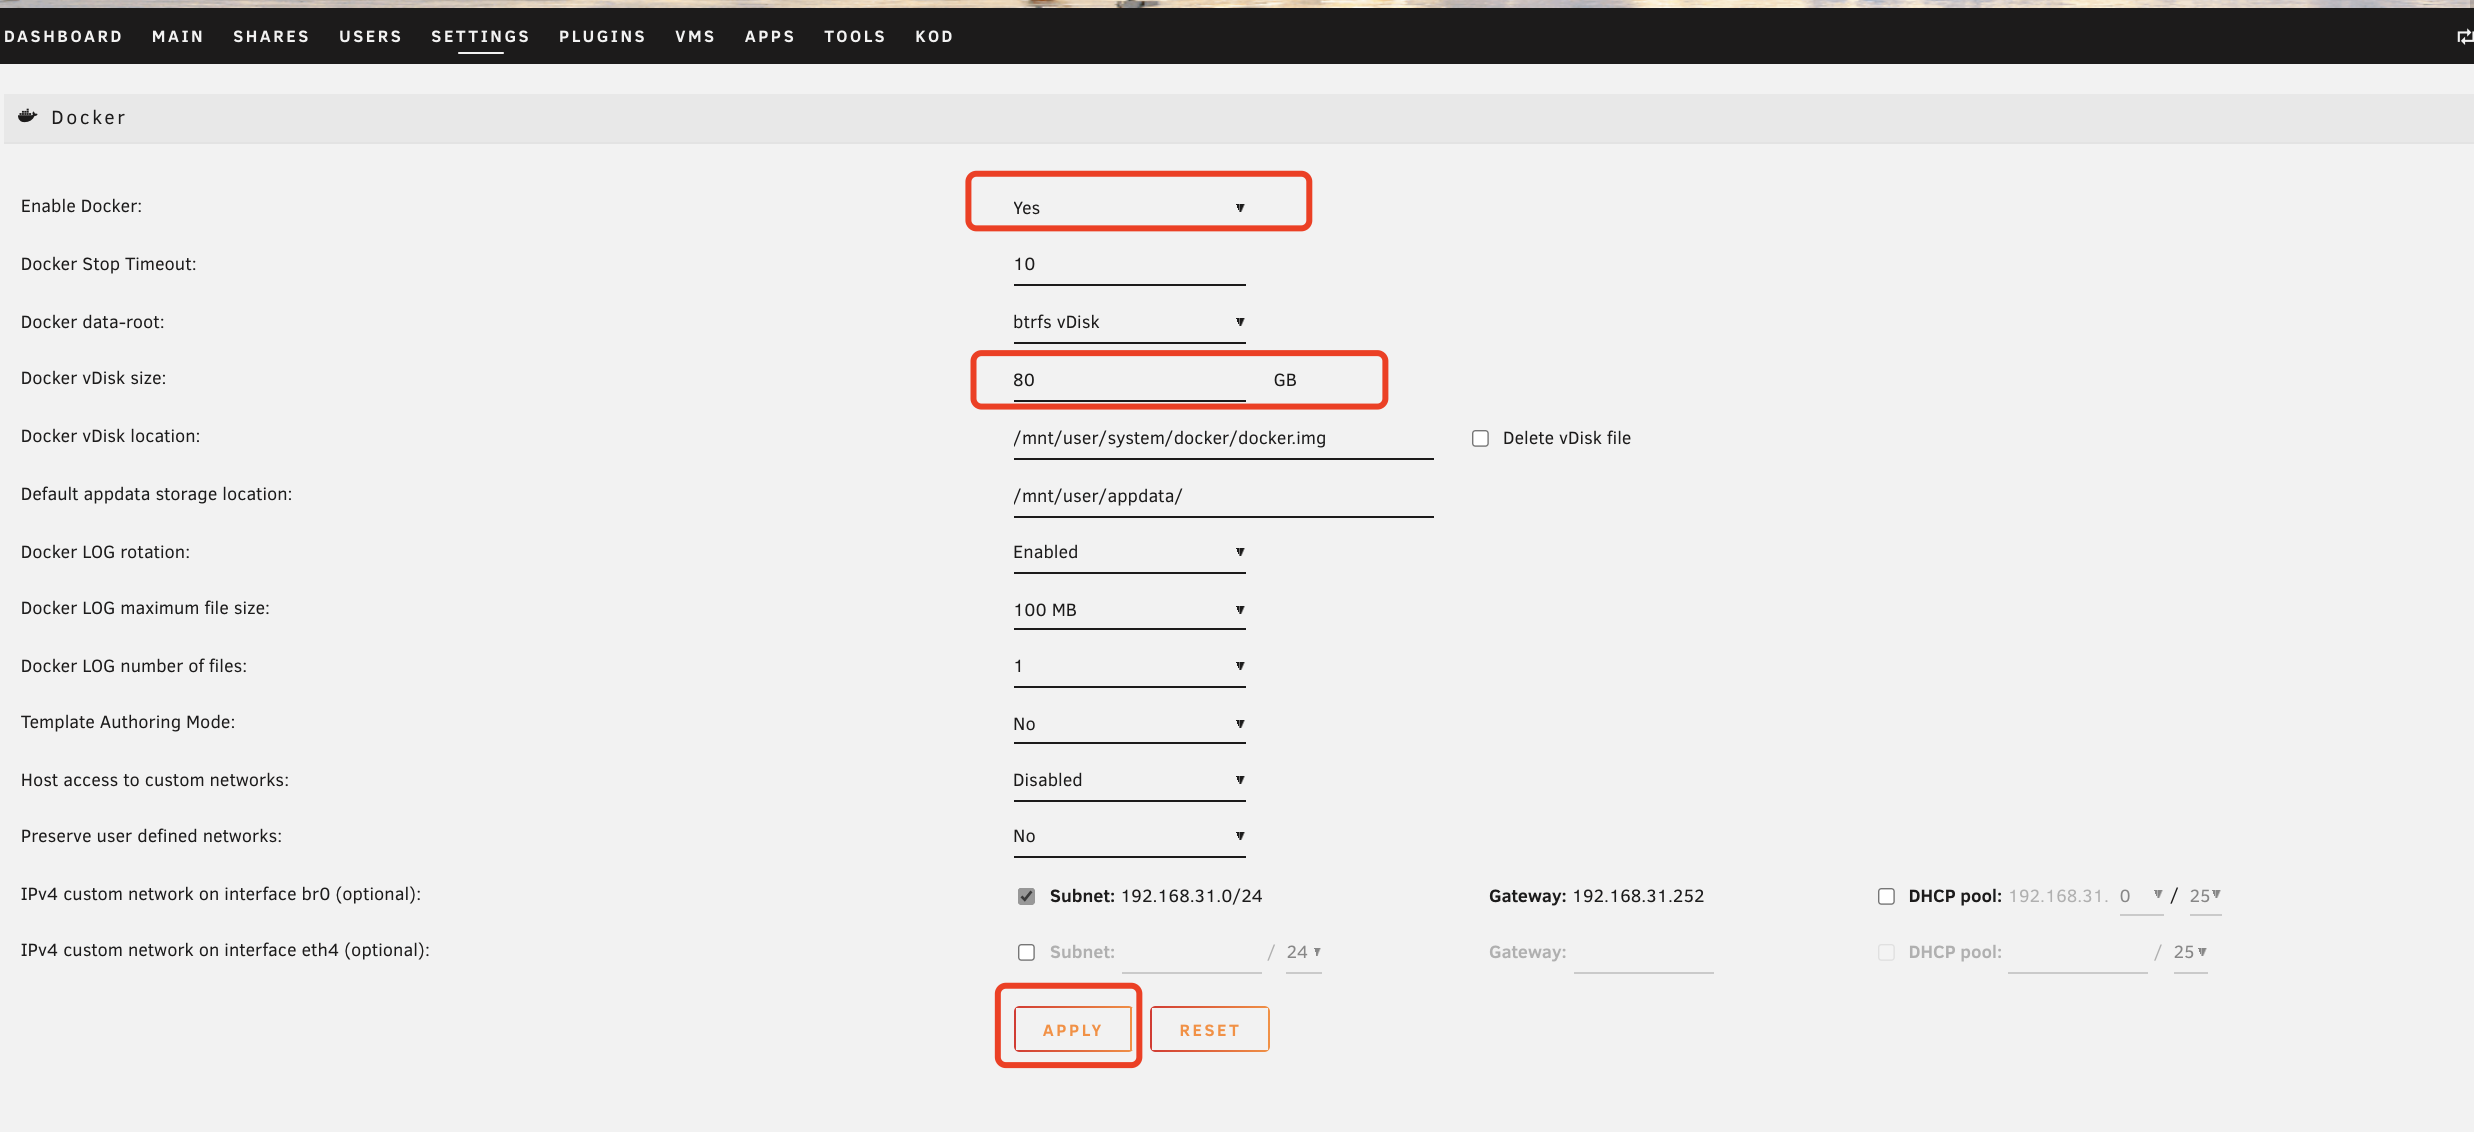 DASHBOARD MAIN SHARES USERS SETTINGS PLUGINS VMS APPS TOOLS KOD
Docker
Enable Docker: Yes
Docker Stop Timeout: 10
Docker data-root: btrfs vDisk
Docker vDisk size: 80 GB
Docker vDisk location: /mnt/user/system/docker/docker.img Delete vDisk file
Default appdata storage location: /mnt/user/appdata/
Docker LOG rotation: Enabled
Docker LOG maximum file size: 100 MB
Docker LOG number of files: 1
Template Authoring Mode: No
Host access to custom networks: Disabled
Preserve user defined networks: No
IPv4 custom network on interface br0 (optional): Subnet: 192.168.31.0/24 Gateway: 192.168.31.252 DHCP pool: 192.168.31. 0 / 25
IPv4 custom network on interface eth4 (optional): Subnet: / 24 Gateway: DHCP pool: / 25
APPLY RESET